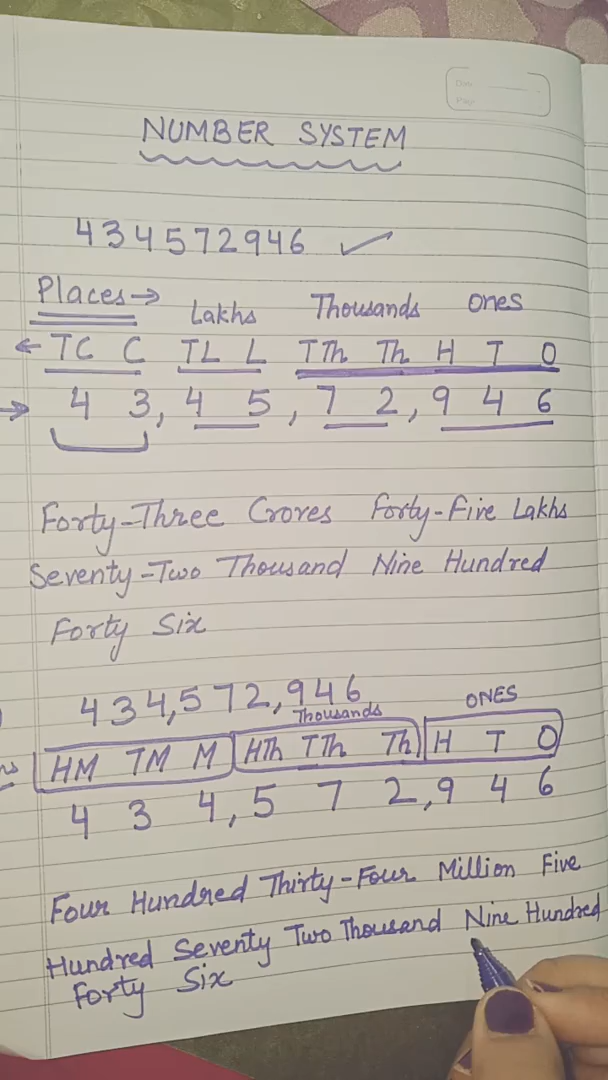 NUMBER SYSTEM
434572946 ✓
Places→ Lakhs Thousands Ones
← TC C TL L TTh Th H T O
→ 4 3, 4 5, 7 2, 9 4 6
Forty-Three Crores Forty-Five Lakhs
Seventy-Two Thousand Nine Hundred
Forty Six
434,572,946
Thousands ONES
HM TM M HTh TTh Th H T O
4 3 4, 5 7 2, 9 4 6
Four Hundred Thirty-Four Million Five
Hundred Seventy Two Thousand Nine Hundred
Forty Six